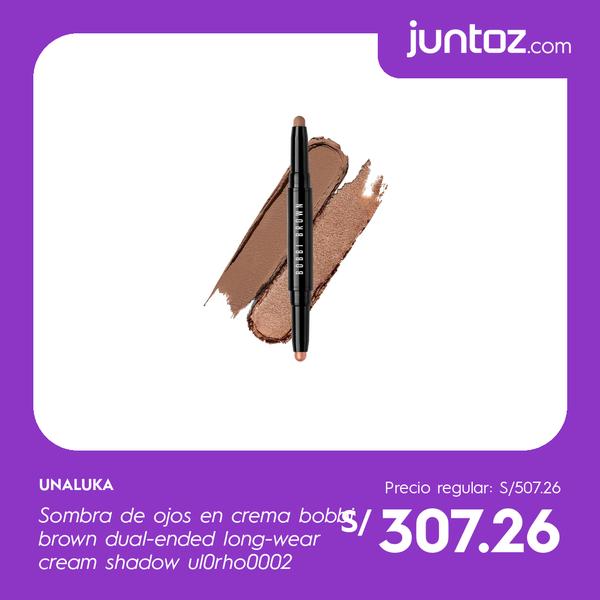 juntoz.com
BOBBI BROWN
UNALUKA
Sombra de ojos en crema bobbi
brown dual-ended long-wear
cream shadow ul0rho0002
Precio regular: S/507.26
S/ 307.26